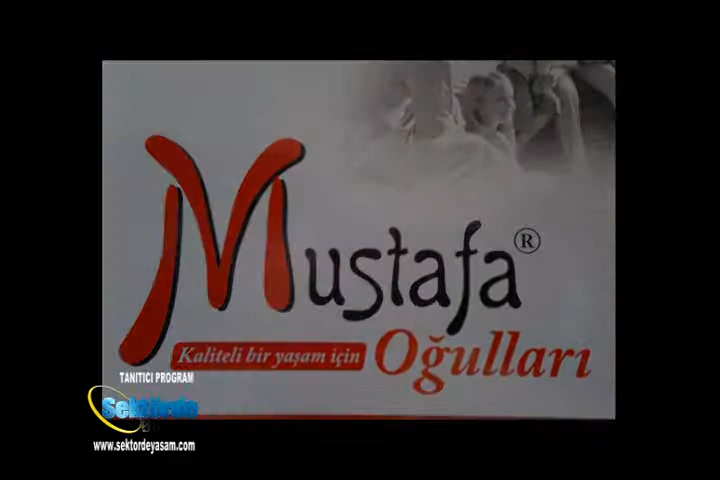 Mustafa®
Kaliteli bir yaşam için
Oğulları
TANITICI PROGRAM
Sektörde
www.sektordeyasam.com